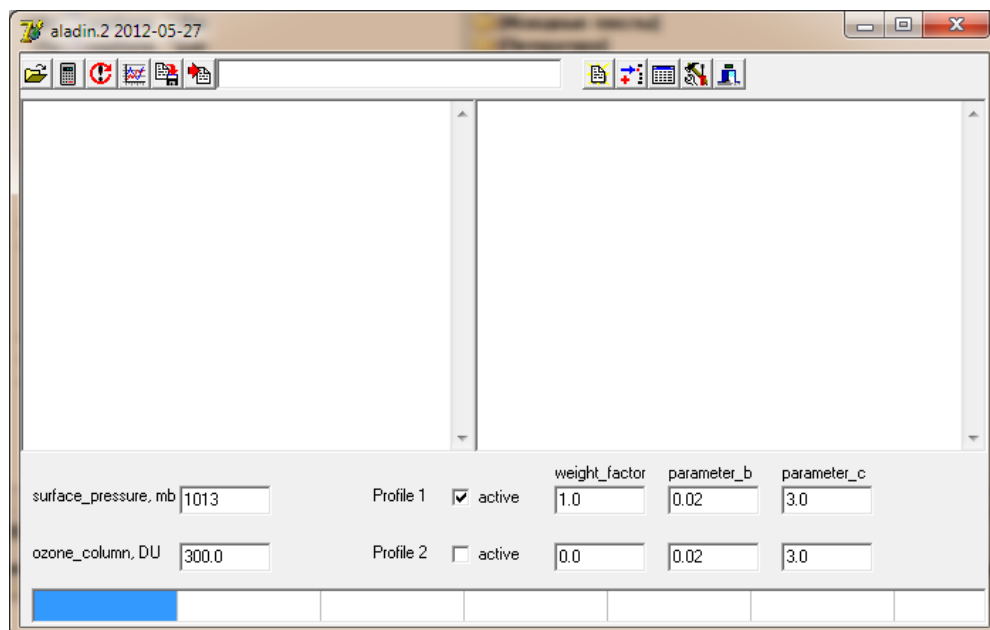 aladin.2 2012-05-27
weight_factor parameter_b parameter_c
surface_pressure, mb 1013 Profile 1 active 1.0 0.02 3.0
ozone_column, DU 300.0 Profile 2 active 0.0 0.02 3.0